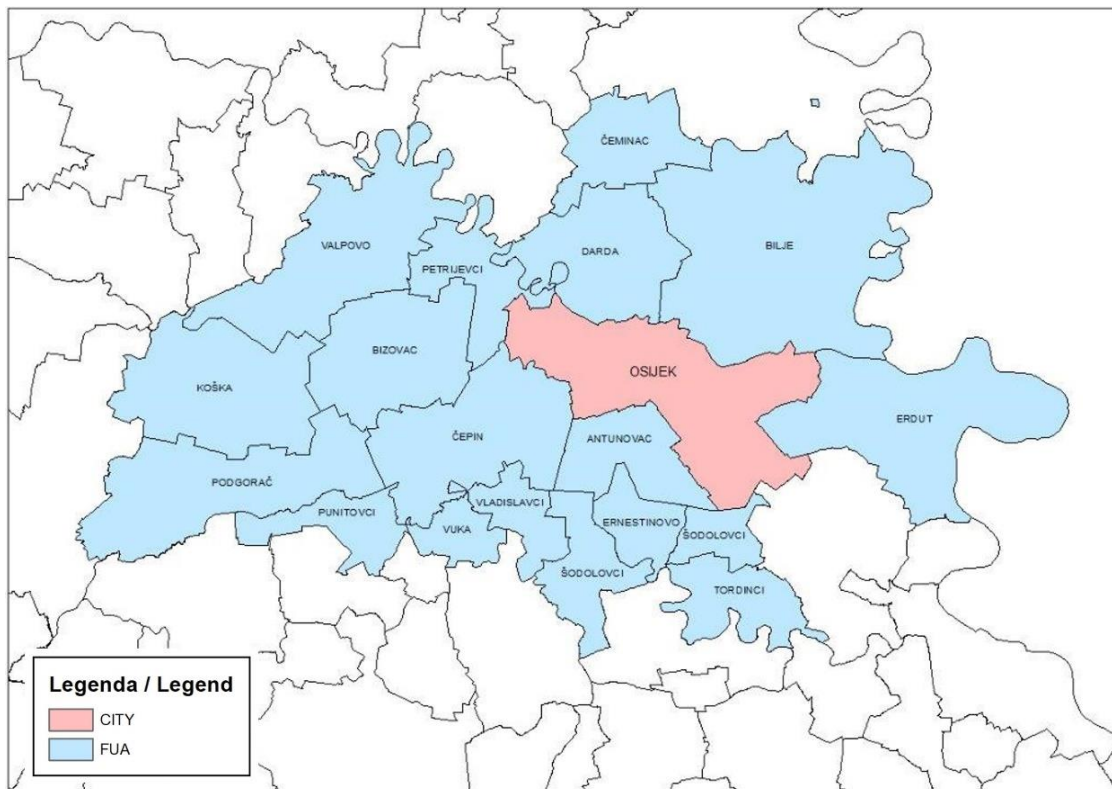 ČEMINAC
VALPOVO
DARDA
BILJE
PETRIJEVCI
BIZOVAC
OSIJEK
KOŠKA
ERDUT
ČEPIN
ANTUNOVAC
PODGORAČ
VLADISLAVCI
PUNITOVCI
ERNESTINOVO
VUKA
ŠODOLOVCI
ŠODOLOVCI
TORDINCI
Legenda / Legend
CITY
FUA